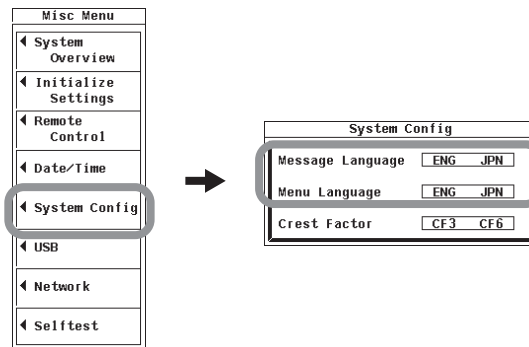 Misc Menu
System
Overview
Initialize
Settings
Remote
Control
Date/Time
System Config
USB
Network
Selftest
System Config
Message Language ENG JPN
Menu Language ENG JPN
Crest Factor CF3 CF6